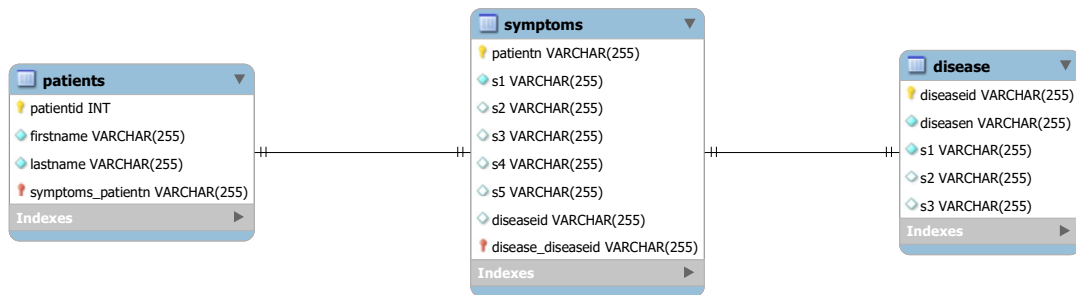 patients
patientid INT
firstname VARCHAR(255)
lastname VARCHAR(255)
symptoms_patientn VARCHAR(255)
Indexes
symptoms
patientn VARCHAR(255)
s1 VARCHAR(255)
s2 VARCHAR(255)
s3 VARCHAR(255)
s4 VARCHAR(255)
s5 VARCHAR(255)
diseaseid VARCHAR(255)
disease_diseaseid VARCHAR(255)
Indexes
disease
diseaseid VARCHAR(255)
diseasen VARCHAR(255)
s1 VARCHAR(255)
s2 VARCHAR(255)
s3 VARCHAR(255)
Indexes